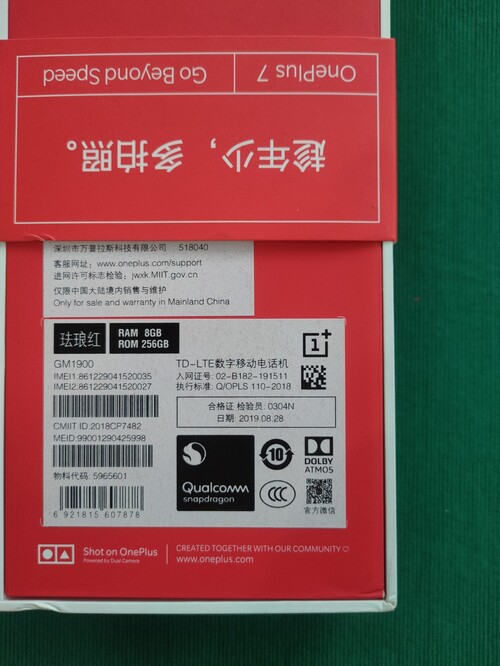 OnePlus 7
Go Beyond Speed
趁年少，多拍照。
深圳市万普拉斯科技有限公司 518040
客服网址：www.oneplus.com/support
进网许可标志检验：jwxk.MIIT.gov.cn
仅限中国大陆境内销售与维护
Only for sale and warranty in Mainland China
珐琅红
RAM 8GB
ROM 256GB
GM1900
IMEI1:861229041520035
IMEI2:861229041520027
CMIIT ID:2018CP7482
MEID:99001290425998
物料代码: 5965601
6 921815 607878
TD-LTE数字移动电话机
入网证号: 02-B182-191511
执行标准: Q/OPLS 110-2018
合格证 检验员: 0304N
日期: 2019.08.28
Qualcomm
snapdragon
10
CCC
DOLBY
ATMOS
官方微信
Shot on OnePlus
Powered by Dual Camera
CREATED TOGETHER WITH OUR COMMUNITY
www.oneplus.com